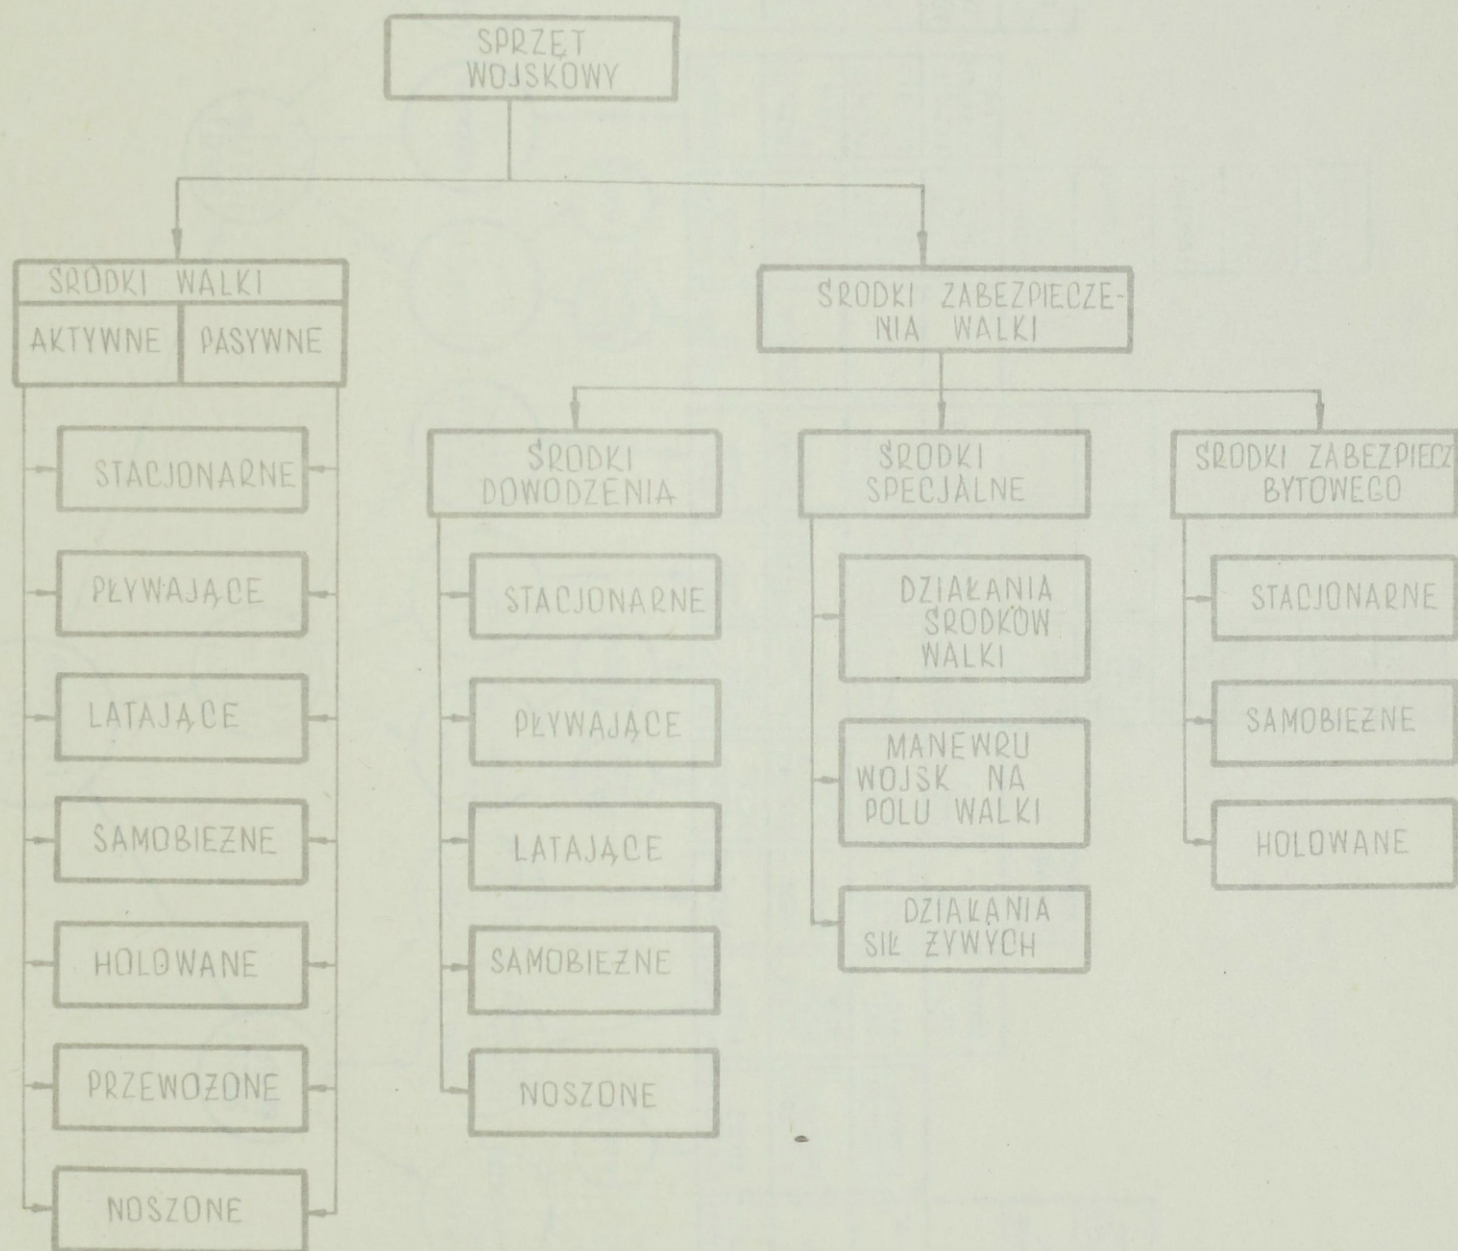 SPRZĘT
WOJSKOWY
ŚRODKI WALKI
AKTYWNE PASYWNE
STACJONARNE
PŁYWAJĄCE
LATAJĄCE
SAMOBIEŻNE
HOLOWANE
PRZEWOŻONE
NOSZONE
ŚRODKI ZABEZPIECZE-
NIA WALKI
ŚRODKI
DOWODZENIA
STACJONARNE
PŁYWAJĄCE
LATAJĄCE
SAMOBIEŻNE
NOSZONE
ŚRODKI
SPECJALNE
DZIAŁANIA
ŚRODKÓW
WALKI
MANEWRU
WOJSK NA
POLU WALKI
DZIAŁANIA
SIŁ ŻYWYCH
ŚRODKI ZABEZPIECZ
BYTOWEGO
STACJONARNE
SAMOBIEŻNE
HOLOWANE